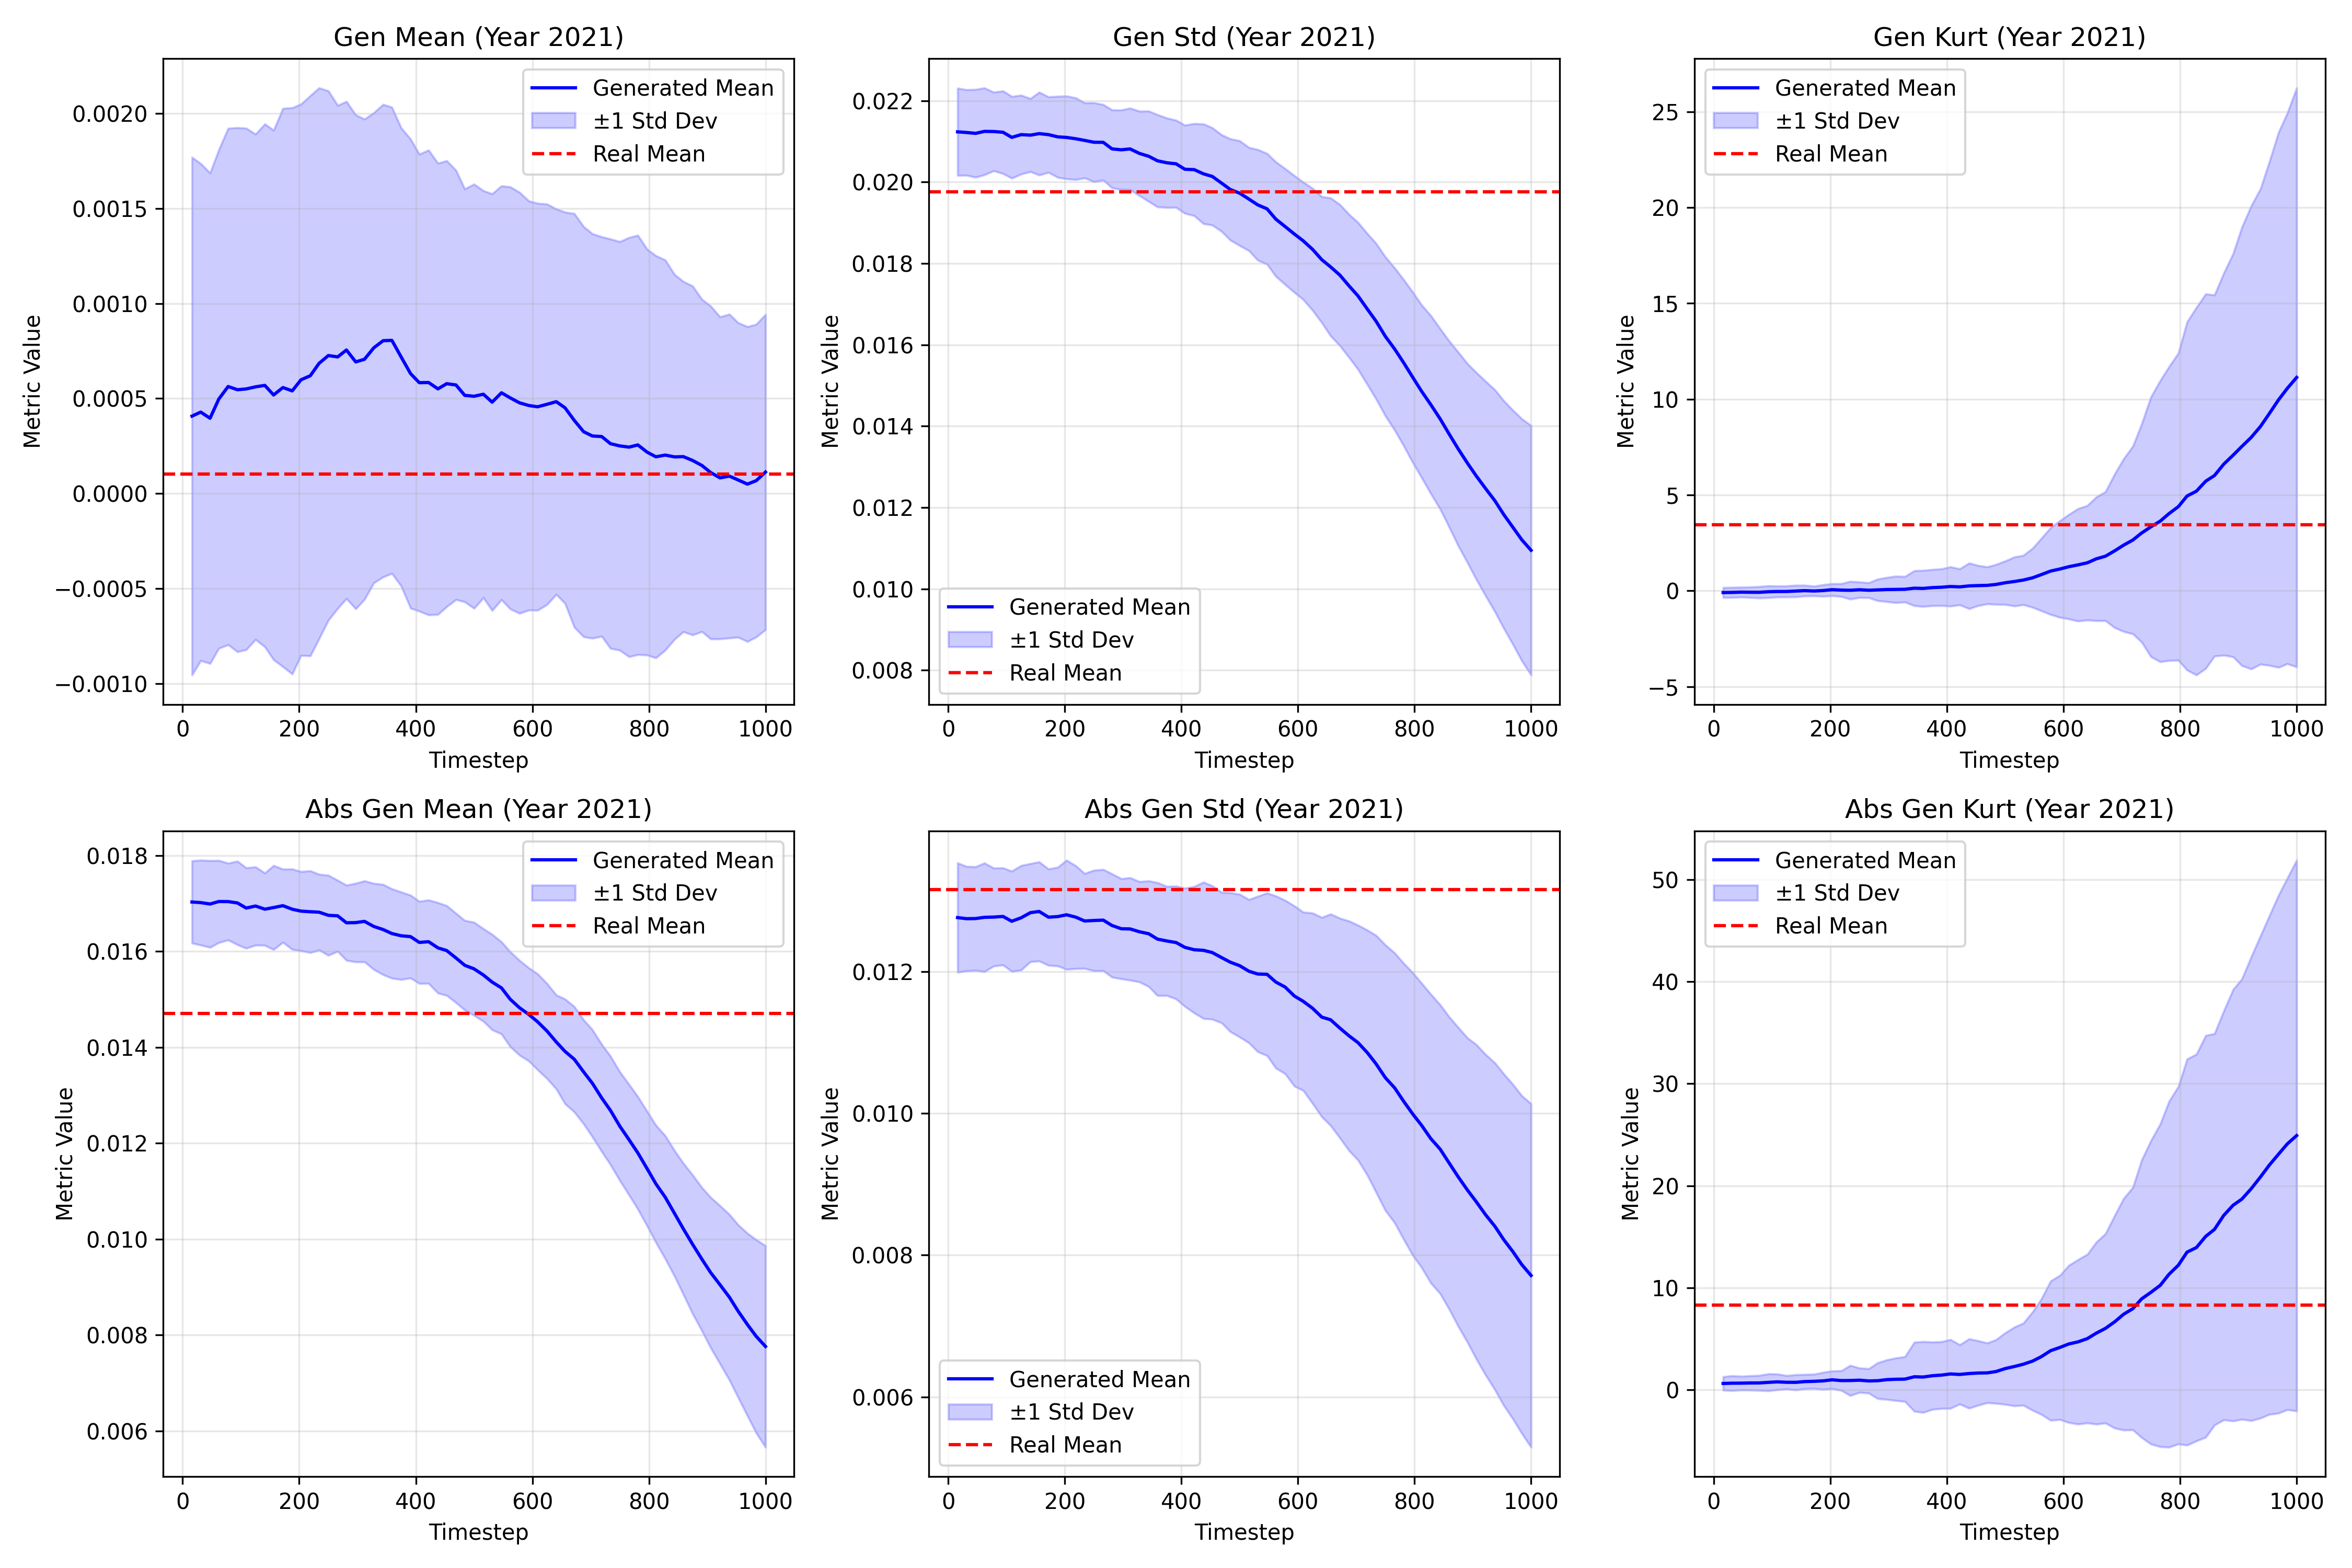 Gen Mean (Year 2021)
Metric Value
0.0020
0.0015
0.0010
0.0005
0.0000
−0.0005
−0.0010
Generated Mean
±1 Std Dev
Real Mean
0 200 400 600 800 1000
Timestep
Gen Std (Year 2021)
Metric Value
0.022
0.020
0.018
0.016
0.014
0.012
0.010
0.008
Generated Mean
±1 Std Dev
Real Mean
0 200 400 600 800 1000
Timestep
Gen Kurt (Year 2021)
Metric Value
25
20
15
10
5
0
−5
Generated Mean
±1 Std Dev
Real Mean
0 200 400 600 800 1000
Timestep
Abs Gen Mean (Year 2021)
Metric Value
0.018
0.016
0.014
0.012
0.010
0.008
0.006
Generated Mean
±1 Std Dev
Real Mean
0 200 400 600 800 1000
Timestep
Abs Gen Std (Year 2021)
Metric Value
0.012
0.010
0.008
0.006
Generated Mean
±1 Std Dev
Real Mean
0 200 400 600 800 1000
Timestep
Abs Gen Kurt (Year 2021)
Metric Value
50
40
30
20
10
0
Generated Mean
±1 Std Dev
Real Mean
0 200 400 600 800 1000
Timestep